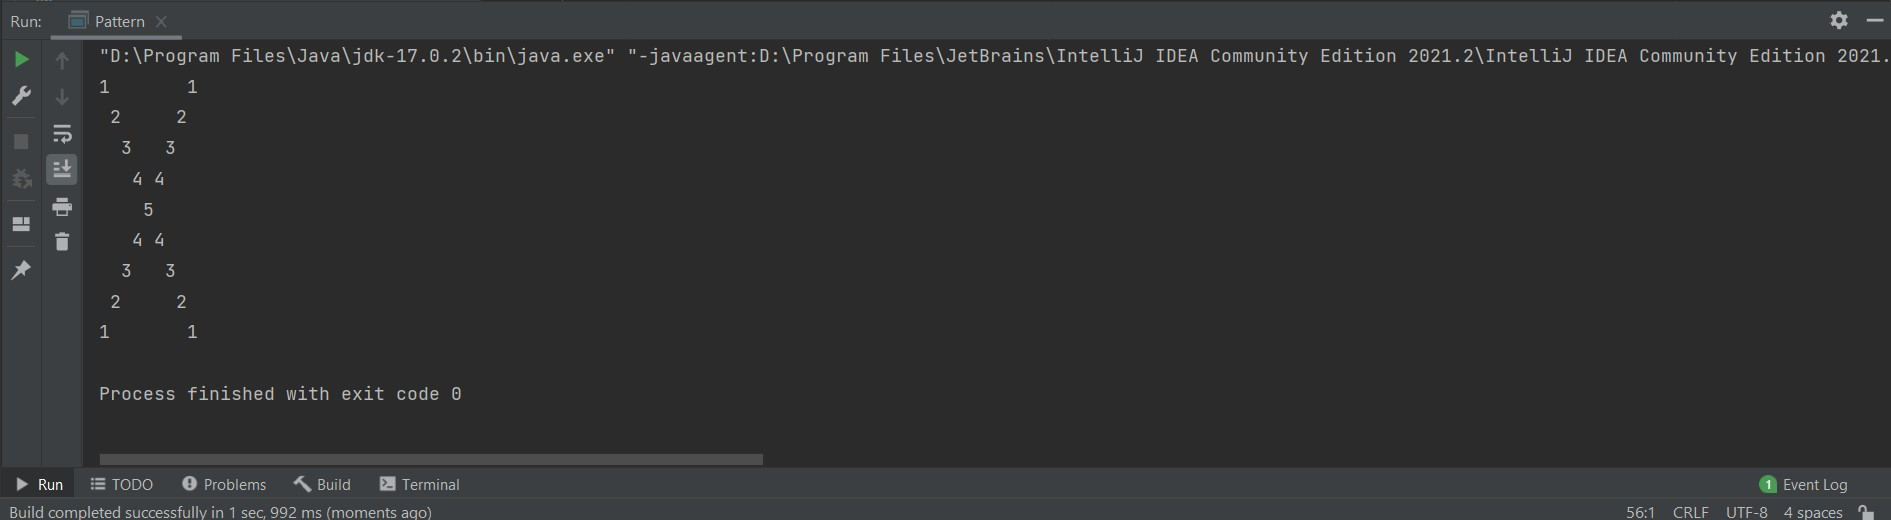 Run: Pattern
"D:\Program Files\Java\jdk-17.0.2\bin\java.exe" "-javaagent:D:\Program Files\JetBrains\IntelliJ IDEA Community Edition 2021.2\IntelliJ IDEA Community Edition 2021.
1       1
 2     2
  3   3
   4 4
    5
   4 4
  3   3
 2     2
1       1
Process finished with exit code 0
Run TODO Problems Build Terminal 1 Event Log
Build completed successfully in 1 sec, 992 ms (moments ago) 56:1 CRLF UTF-8 4 spaces